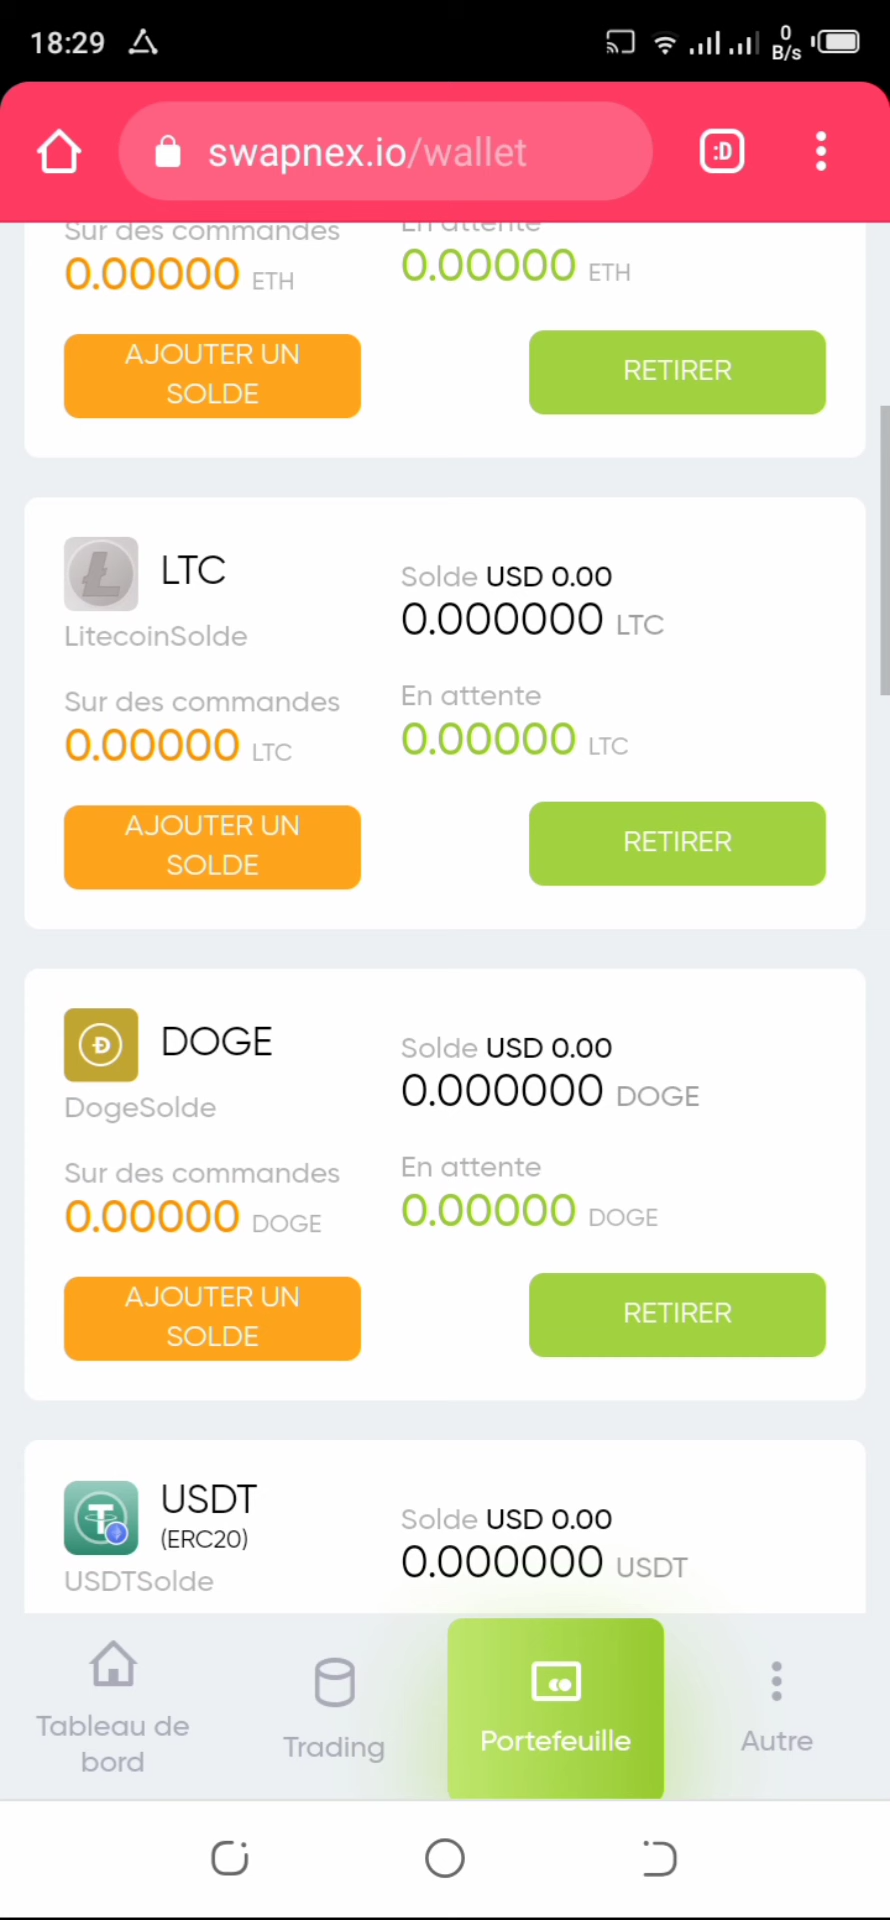 18:29
0
B/s
swapnex.io/wallet
:D
Sur des commandes
En attente
0.00000 ETH
0.00000 ETH
AJOUTER UN
SOLDE
RETIRER
LTC
LitecoinSolde
Solde USD 0.00
0.000000 LTC
Sur des commandes
0.00000 LTC
En attente
0.00000 LTC
AJOUTER UN
SOLDE
RETIRER
DOGE
DogeSolde
Solde USD 0.00
0.000000 DOGE
Sur des commandes
0.00000 DOGE
En attente
0.00000 DOGE
AJOUTER UN
SOLDE
RETIRER
USDT
(ERC20)
USDTSolde
Solde USD 0.00
0.000000 USDT
Tableau de
bord
Trading
Portefeuille
Autre